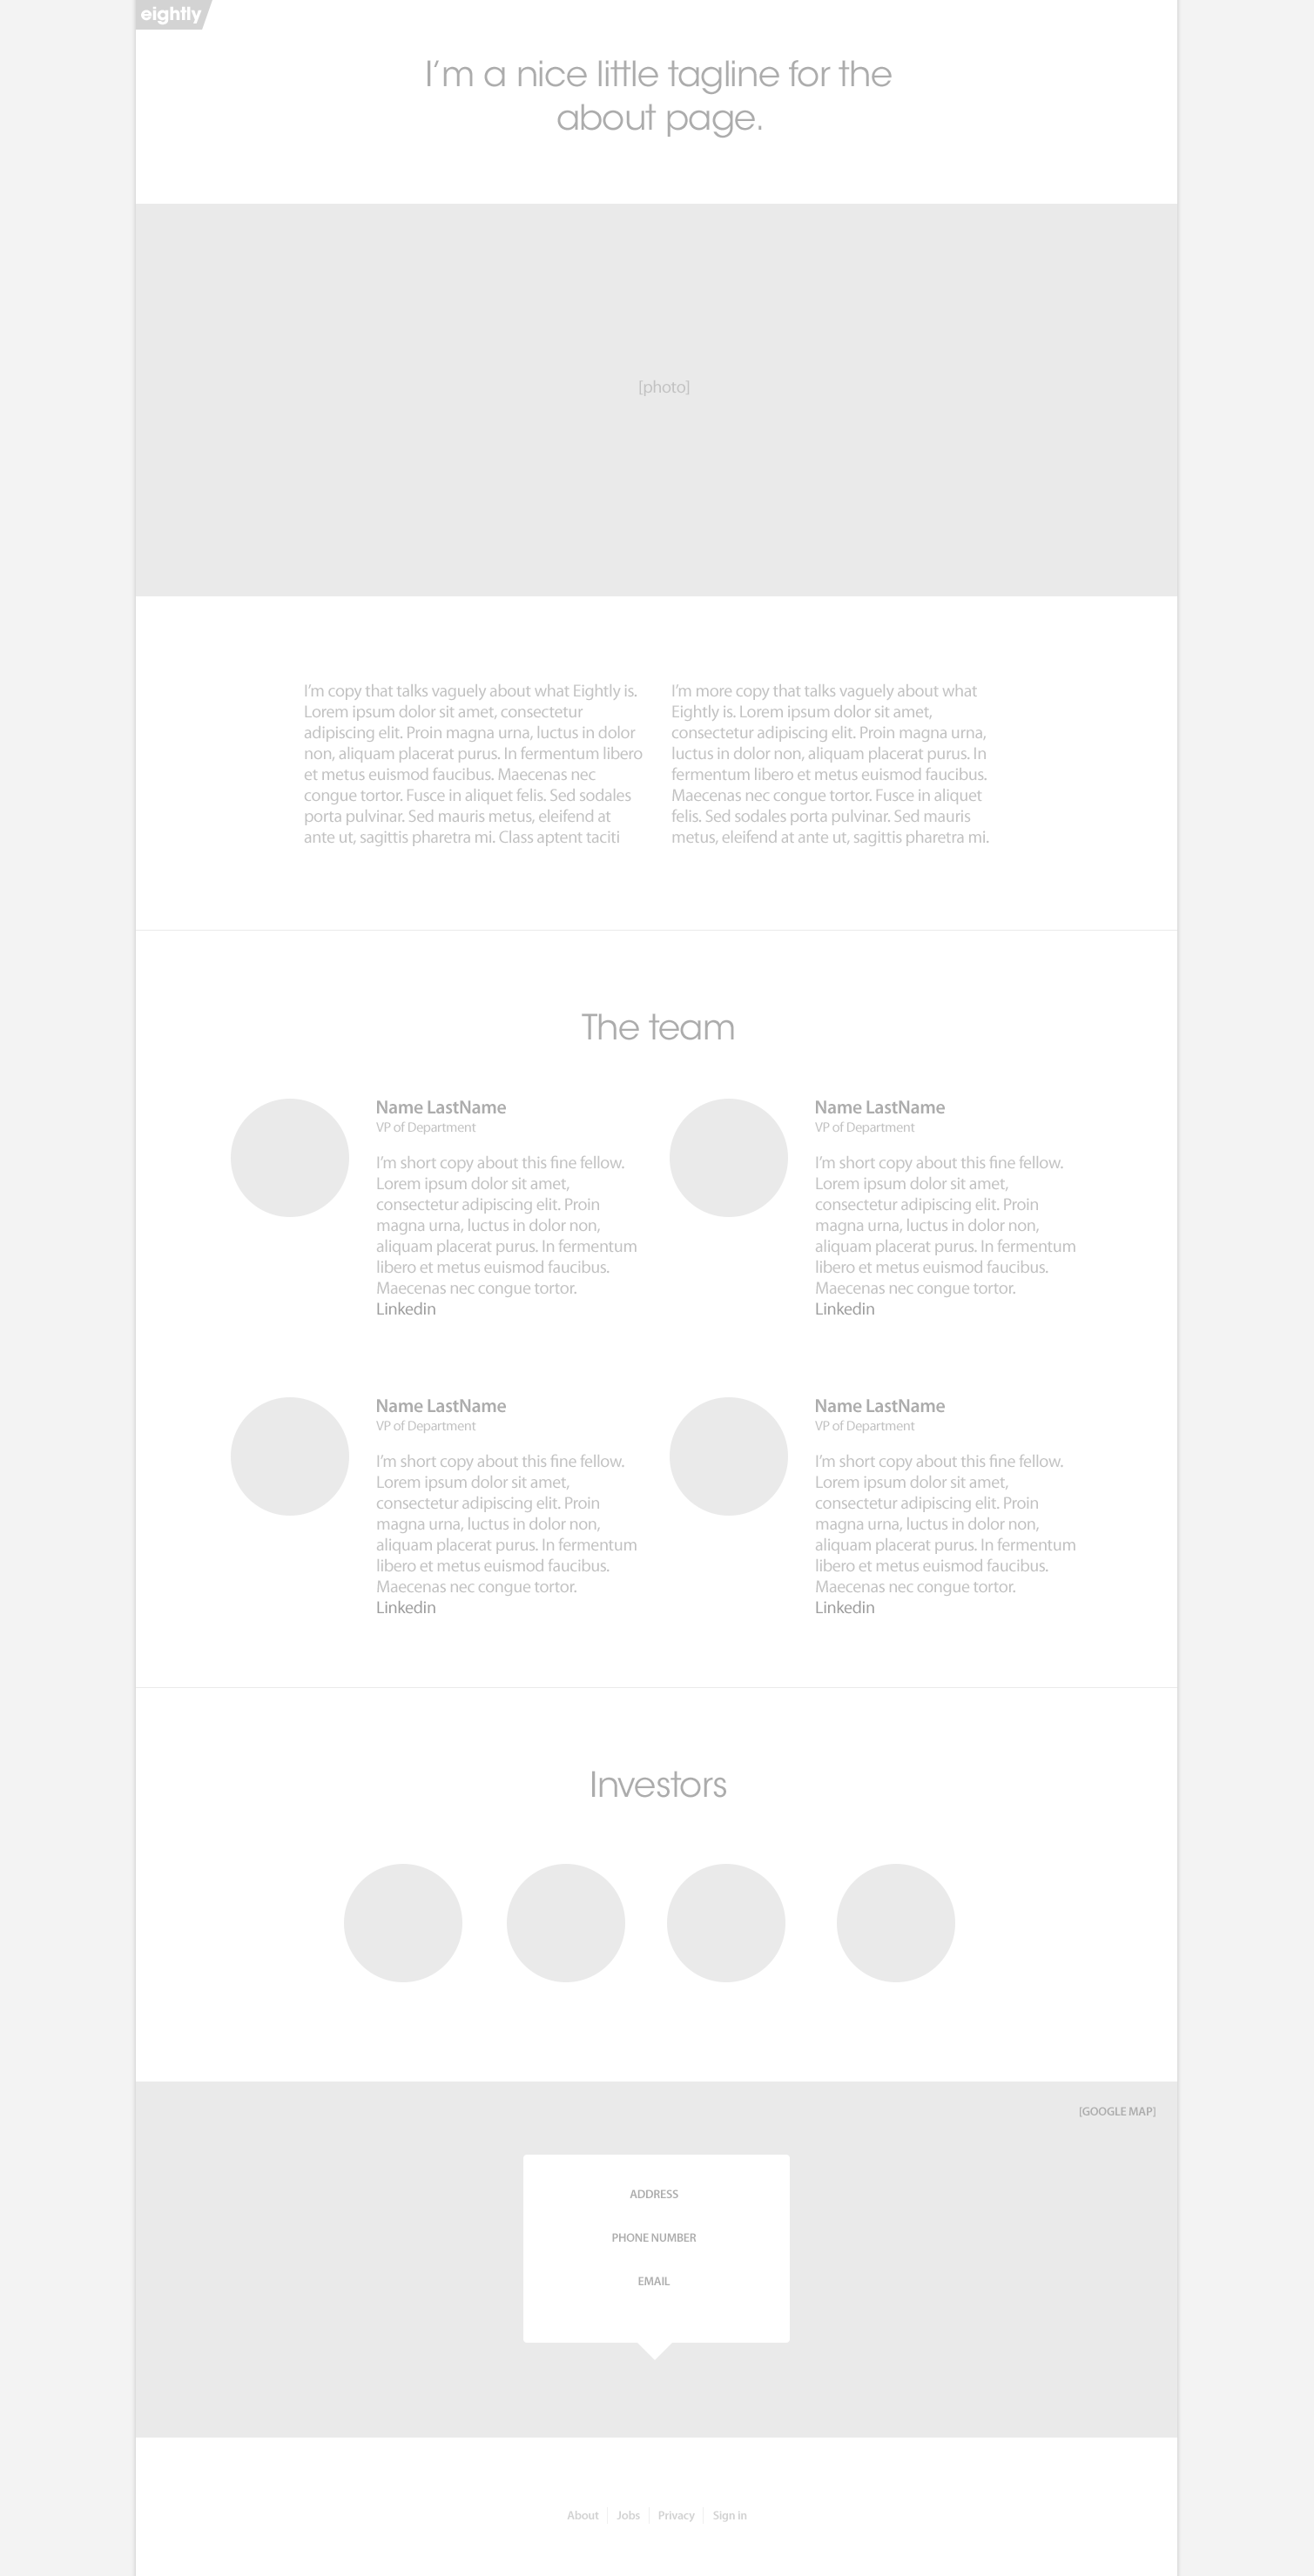 eightly
I’m a nice little tagline for the
about page.
[photo]
I’m copy that talks vaguely about what Eightly is.
Lorem ipsum dolor sit amet, consectetur
adipiscing elit. Proin magna urna, luctus in dolor
non, aliquam placerat purus. In fermentum libero
et metus euismod faucibus. Maecenas nec
congue tortor. Fusce in aliquet felis. Sed sodales
porta pulvinar. Sed mauris metus, eleifend at
ante ut, sagittis pharetra mi. Class aptent taciti
I’m more copy that talks vaguely about what
Eightly is. Lorem ipsum dolor sit amet,
consectetur adipiscing elit. Proin magna urna,
luctus in dolor non, aliquam placerat purus. In
fermentum libero et metus euismod faucibus.
Maecenas nec congue tortor. Fusce in aliquet
felis. Sed sodales porta pulvinar. Sed mauris
metus, eleifend at ante ut, sagittis pharetra mi.
The team
Name LastName
VP of Department
I’m short copy about this fine fellow.
Lorem ipsum dolor sit amet,
consectetur adipiscing elit. Proin
magna urna, luctus in dolor non,
aliquam placerat purus. In fermentum
libero et metus euismod faucibus.
Maecenas nec congue tortor.
Linkedin
Name LastName
VP of Department
I’m short copy about this fine fellow.
Lorem ipsum dolor sit amet,
consectetur adipiscing elit. Proin
magna urna, luctus in dolor non,
aliquam placerat purus. In fermentum
libero et metus euismod faucibus.
Maecenas nec congue tortor.
Linkedin
Name LastName
VP of Department
I’m short copy about this fine fellow.
Lorem ipsum dolor sit amet,
consectetur adipiscing elit. Proin
magna urna, luctus in dolor non,
aliquam placerat purus. In fermentum
libero et metus euismod faucibus.
Maecenas nec congue tortor.
Linkedin
Name LastName
VP of Department
I’m short copy about this fine fellow.
Lorem ipsum dolor sit amet,
consectetur adipiscing elit. Proin
magna urna, luctus in dolor non,
aliquam placerat purus. In fermentum
libero et metus euismod faucibus.
Maecenas nec congue tortor.
Linkedin
Investors
[GOOGLE MAP]
ADDRESS
PHONE NUMBER
EMAIL
About Jobs Privacy Sign in